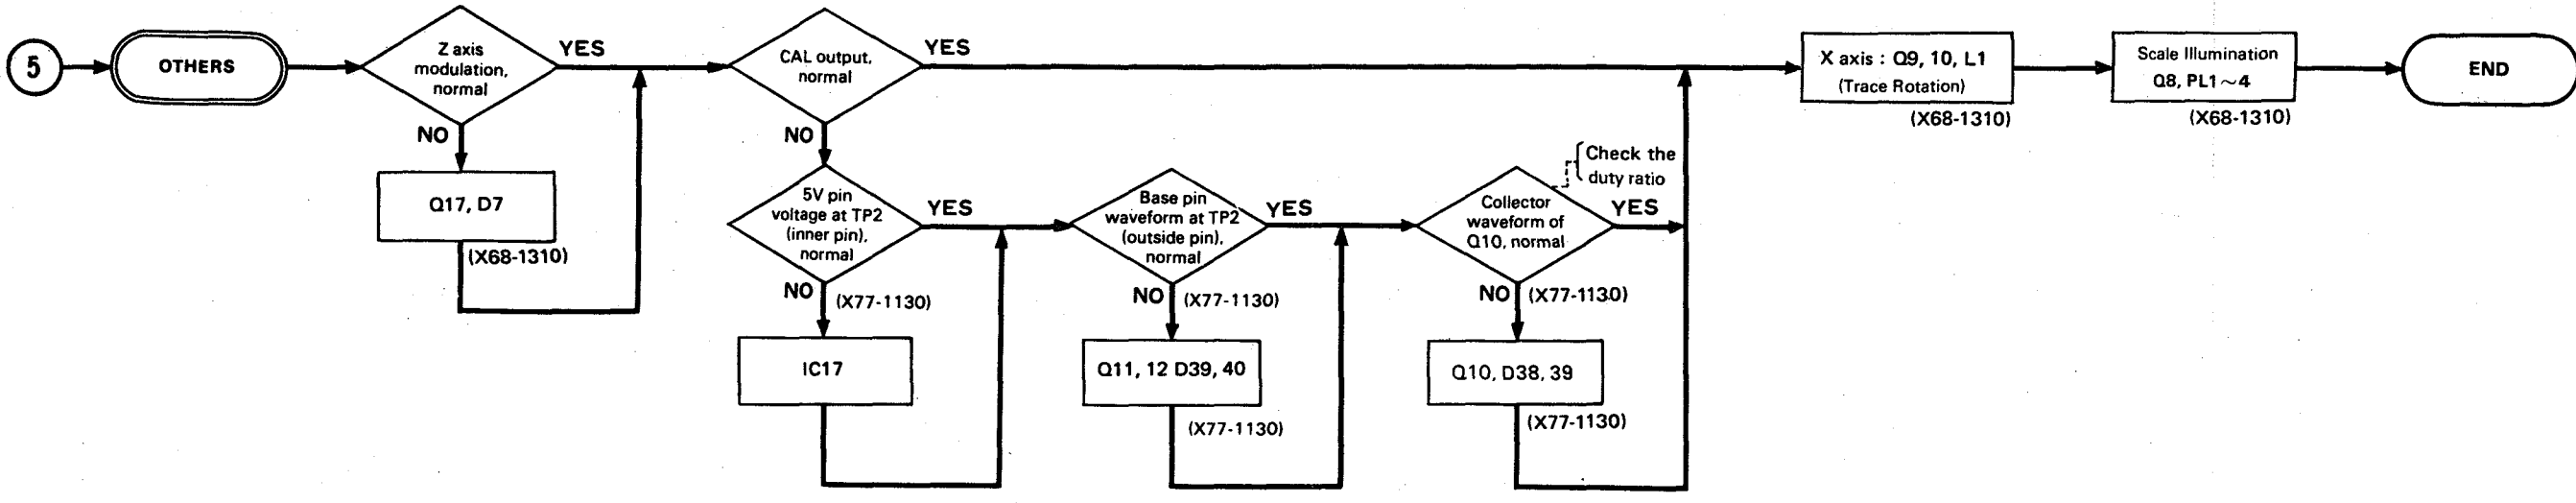 5
OTHERS
Z axis
modulation,
normal
YES
NO
Q17, D7
(X68-1310)
CAL output,
normal
YES
NO
5V pin
voltage at TP2
(inner pin),
normal
YES
NO
(X77-1130)
IC17
Base pin
waveform at TP2
(outside pin),
normal
YES
NO
(X77-1130)
Q11, 12 D39, 40
(X77-1130)
Check the
duty ratio
Collector
waveform of
Q10, normal
YES
NO
(X77-1130)
Q10, D38, 39
(X77-1130)
X axis : Q9, 10, L1
(Trace Rotation)
(X68-1310)
Scale Illumination
Q8, PL1~4
(X68-1310)
END